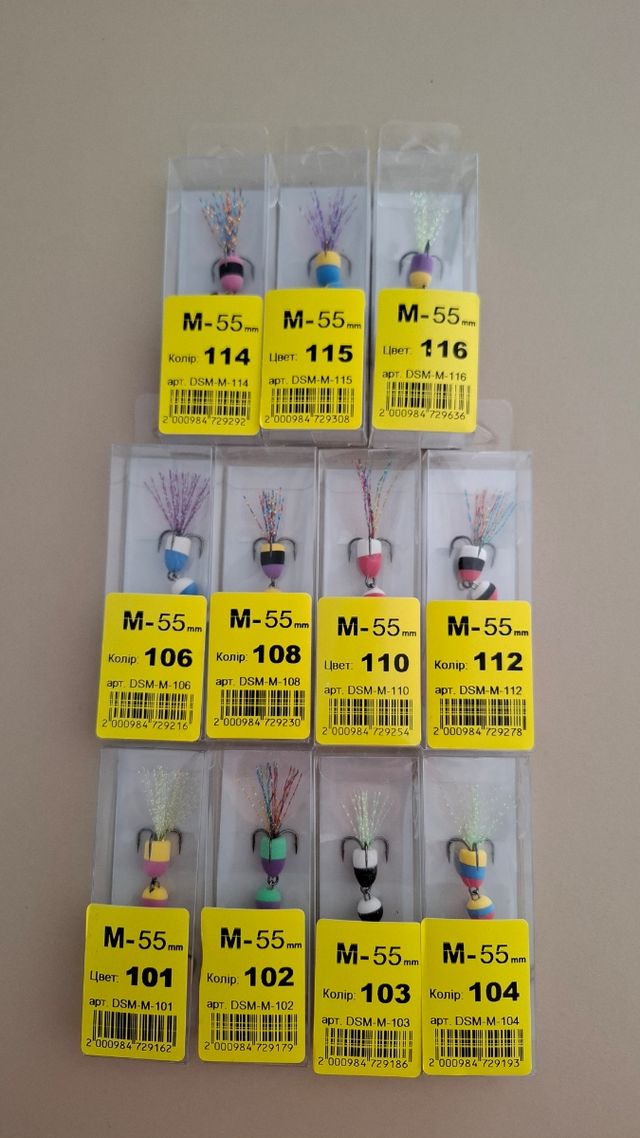 M-55mm
Колір: 114
арт. DSM-M-114
2 000984 729292
M-55mm
Цвет: 115
арт. DSM-M-115
2 000984 729308
M-55mm
Цвет: 116
арт. DSM-M-116
2 000984 729636
M-55mm
Колір: 106
арт. DSM-M-106
2 000984 729216
M-55mm
Колір: 108
арт. DSM-M-108
2 000984 729230
M-55mm
Цвет: 110
арт. DSM-M-110
2 000984 729254
M-55mm
Колір: 112
арт. DSM-M-112
2 000984 729278
M-55mm
Цвет: 101
арт. DSM-M-101
2 000984 729162
M-55mm
Колір: 102
арт. DSM-M-102
2 000984 729179
M-55mm
Колір: 103
арт. DSM-M-103
2 000984 729186
M-55mm
Колір: 104
арт. DSM-M-104
2 000984 729193